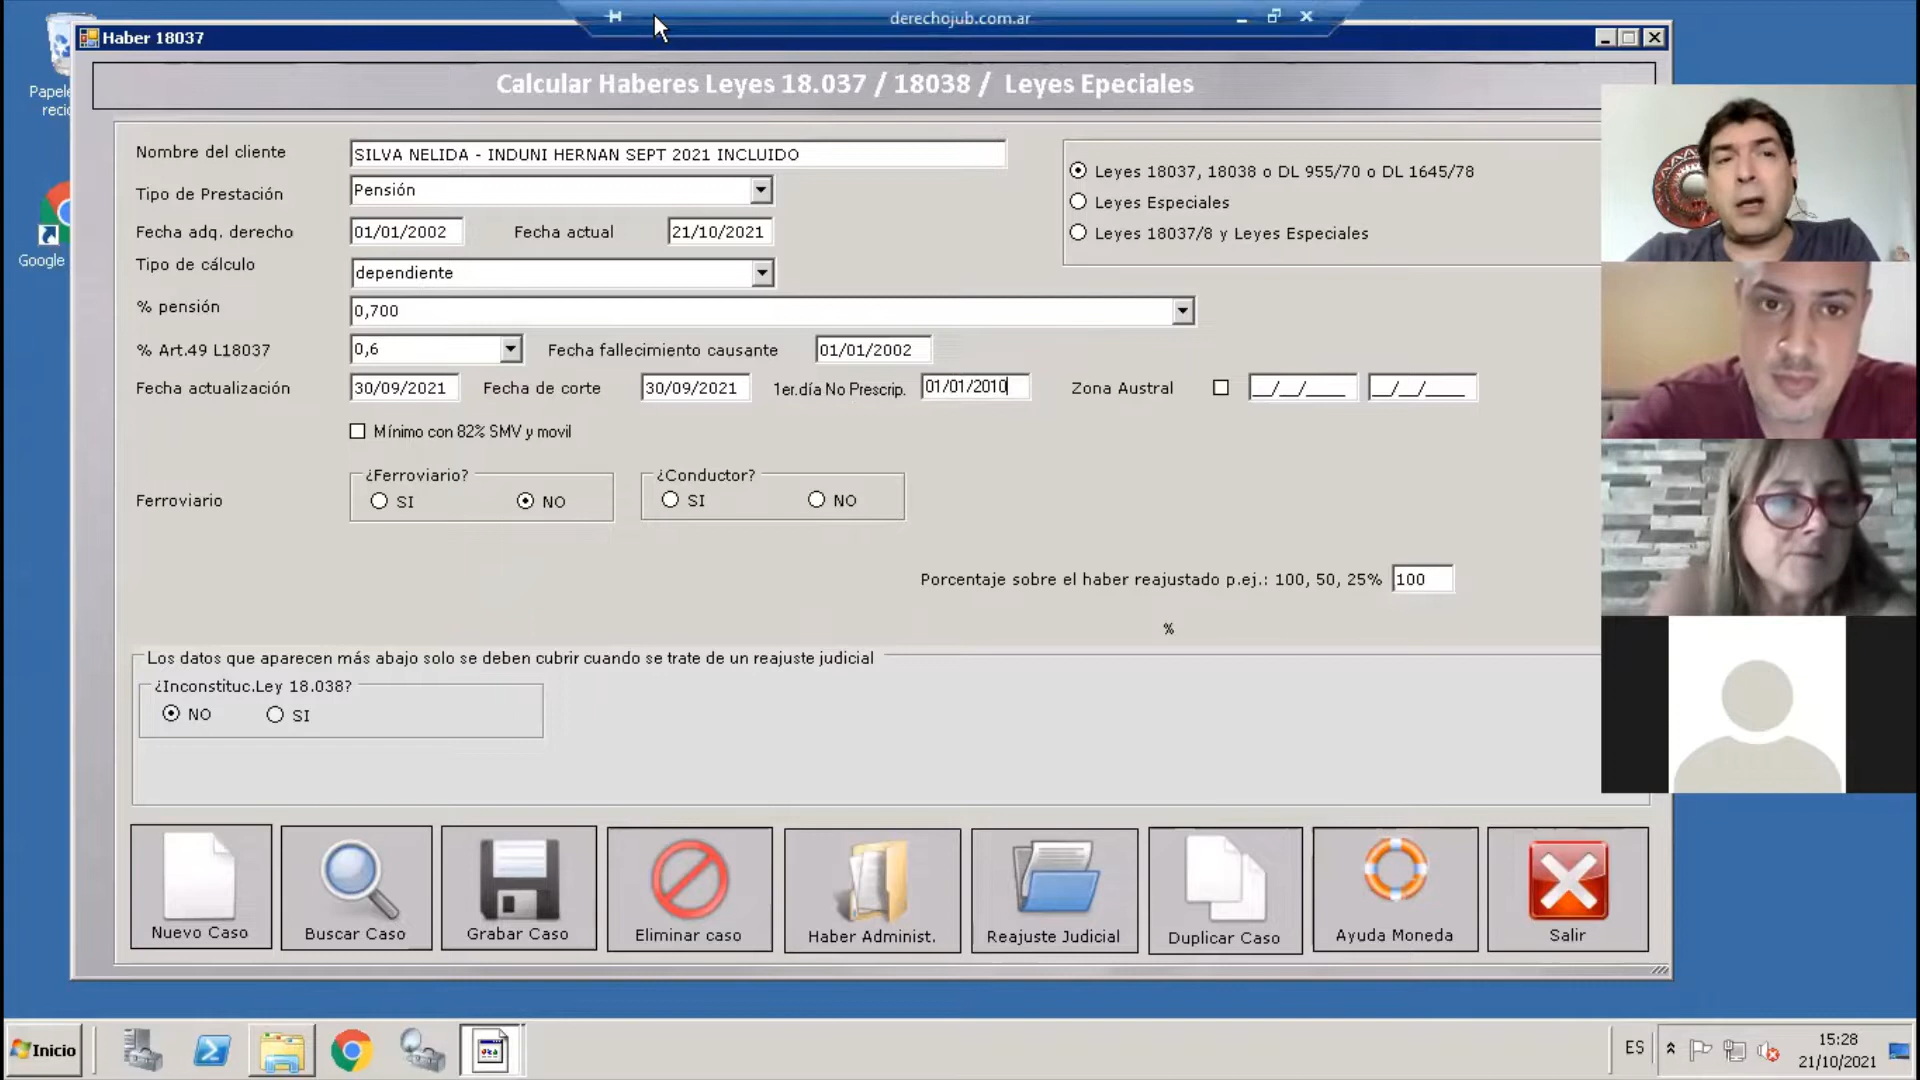 derechojub.com.ar
Haber 18037
Calcular Haberes Leyes 18.037 / 18038 / Leyes Epeciales
Nombre del cliente SILVA NELIDA - INDUNI HERNAN SEPT 2021 INCLUIDO
Tipo de Prestación Pensión
Fecha adq. derecho 01/01/2002 Fecha actual 21/10/2021
Tipo de cálculo dependiente
% pensión 0,700
% Art.49 L18037 0,6 Fecha fallecimiento causante 01/01/2002
Fecha actualización 30/09/2021 Fecha de corte 30/09/2021 1er.día No Prescrip. 01/01/2010 Zona Austral __/__/____ __/__/____
Leyes 18037, 18038 o DL 955/70 o DL 1645/78
Leyes Especiales
Leyes 18037/8 y Leyes Especiales
Mínimo con 82% SMV y movil
Ferroviario
¿Ferroviario?
SI NO
¿Conductor?
SI NO
Porcentaje sobre el haber reajustado p.ej.: 100, 50, 25% 100
%
Los datos que aparecen más abajo solo se deben cubrir cuando se trate de un reajuste judicial
¿Inconstituc.Ley 18.038?
NO SI
Nuevo Caso
Buscar Caso
Grabar Caso
Eliminar caso
Haber Administ.
Reajuste Judicial
Duplicar Caso
Ayuda Moneda
Salir
Papele
recic
Google
Inicio
ES
15:28
21/10/2021